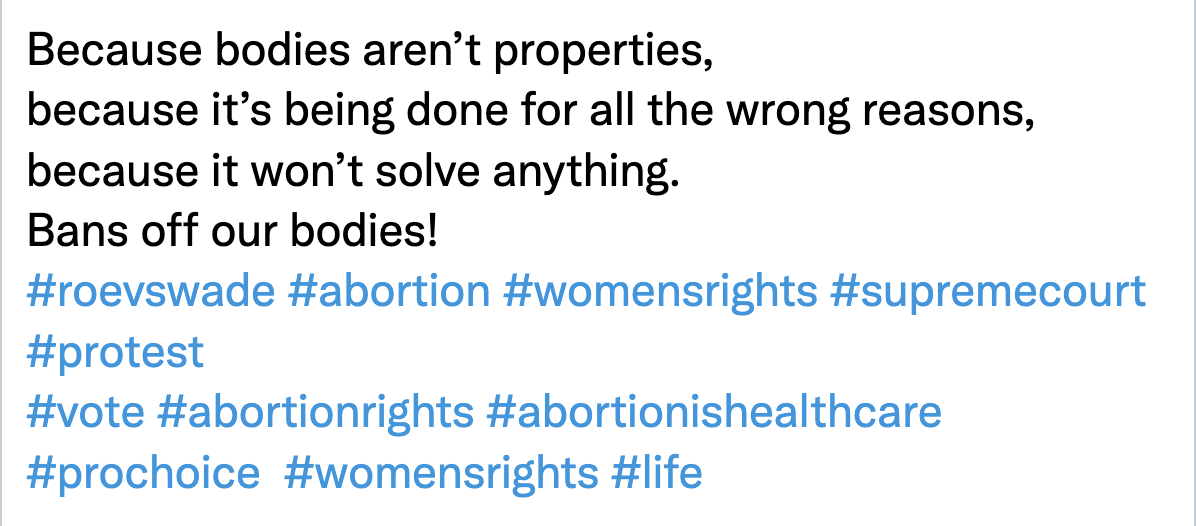 Because bodies aren’t properties,
because it’s being done for all the wrong reasons,
because it won’t solve anything.
Bans off our bodies!
#roevswade #abortion #womensrights #supremecourt
#protest
#vote #abortionrights #abortionishealthcare
#prochoice  #womensrights #life